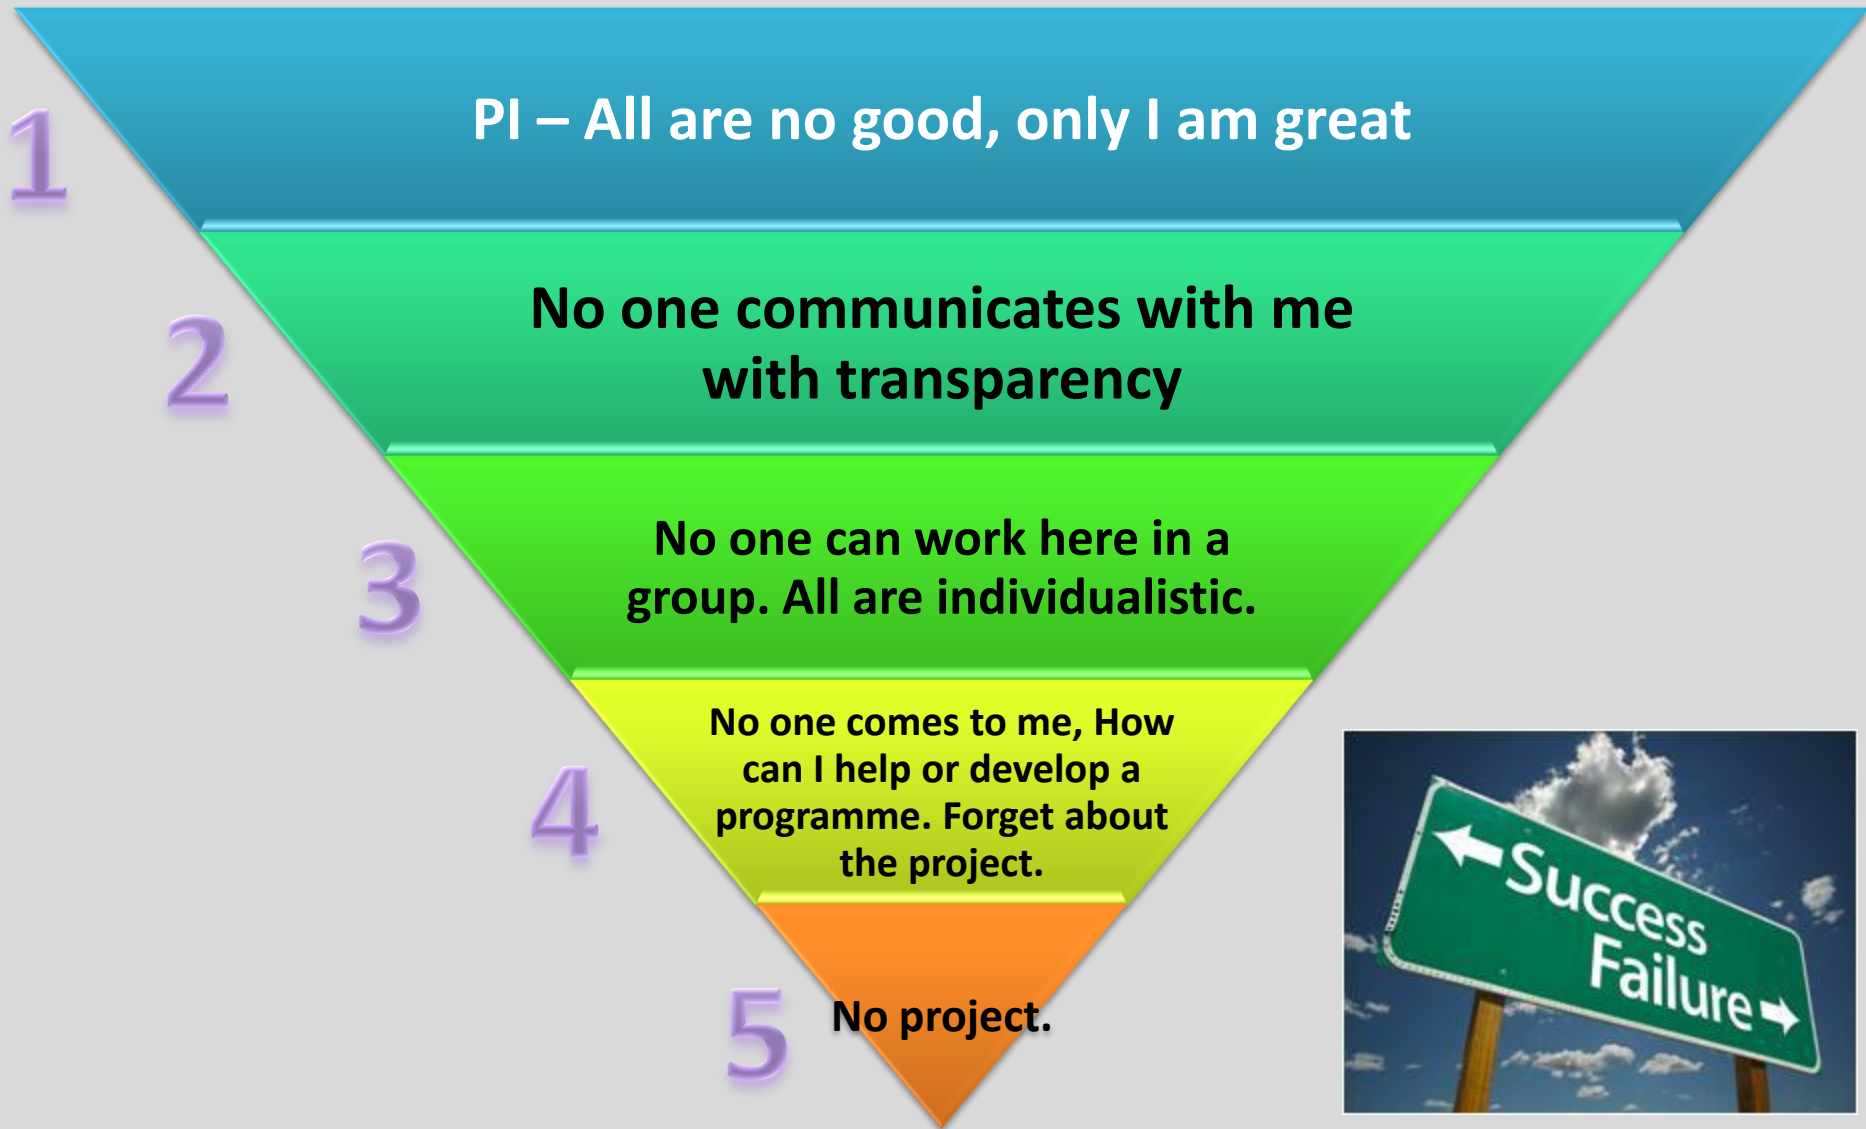 1
PI – All are no good, only I am great
2
No one communicates with me
with transparency
3
No one can work here in a
group. All are individualistic.
4
No one comes to me, How
can I help or develop a
programme. Forget about
the project.
5
No project.
Success
Failure